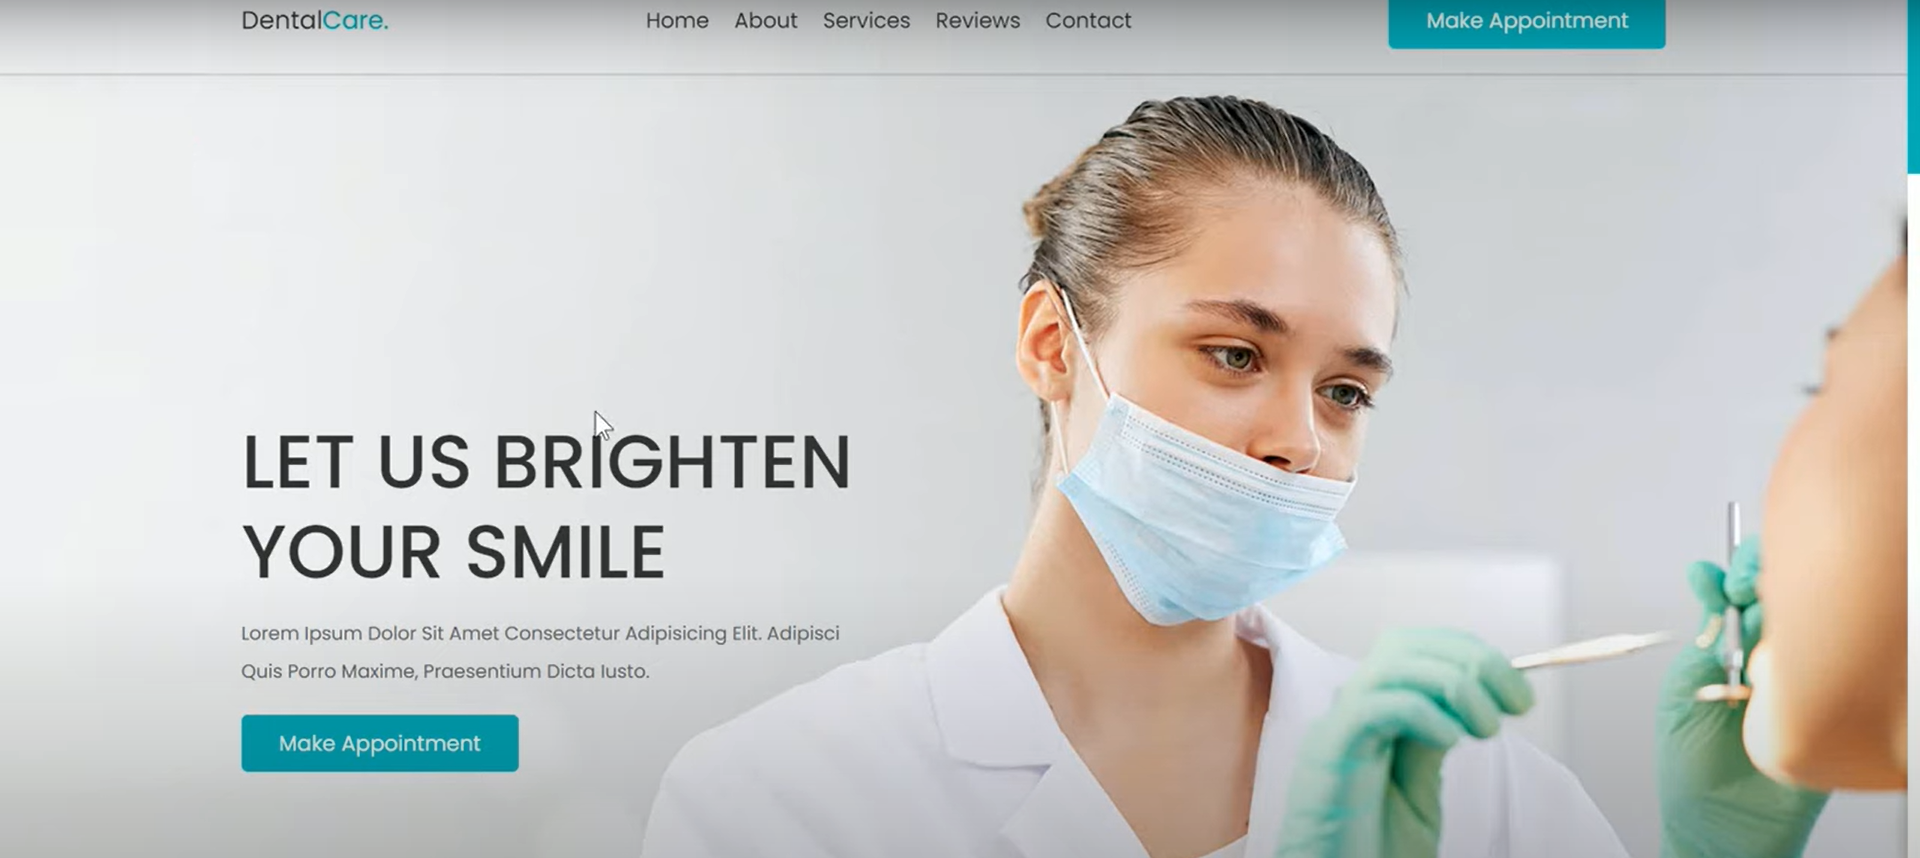 DentalCare.
Home About Services Reviews Contact
Make Appointment
LET US BRIGHTEN
YOUR SMILE
Lorem Ipsum Dolor Sit Amet Consectetur Adipisicing Elit. Adipisci
Quis Porro Maxime, Praesentium Dicta Iusto.
Make Appointment